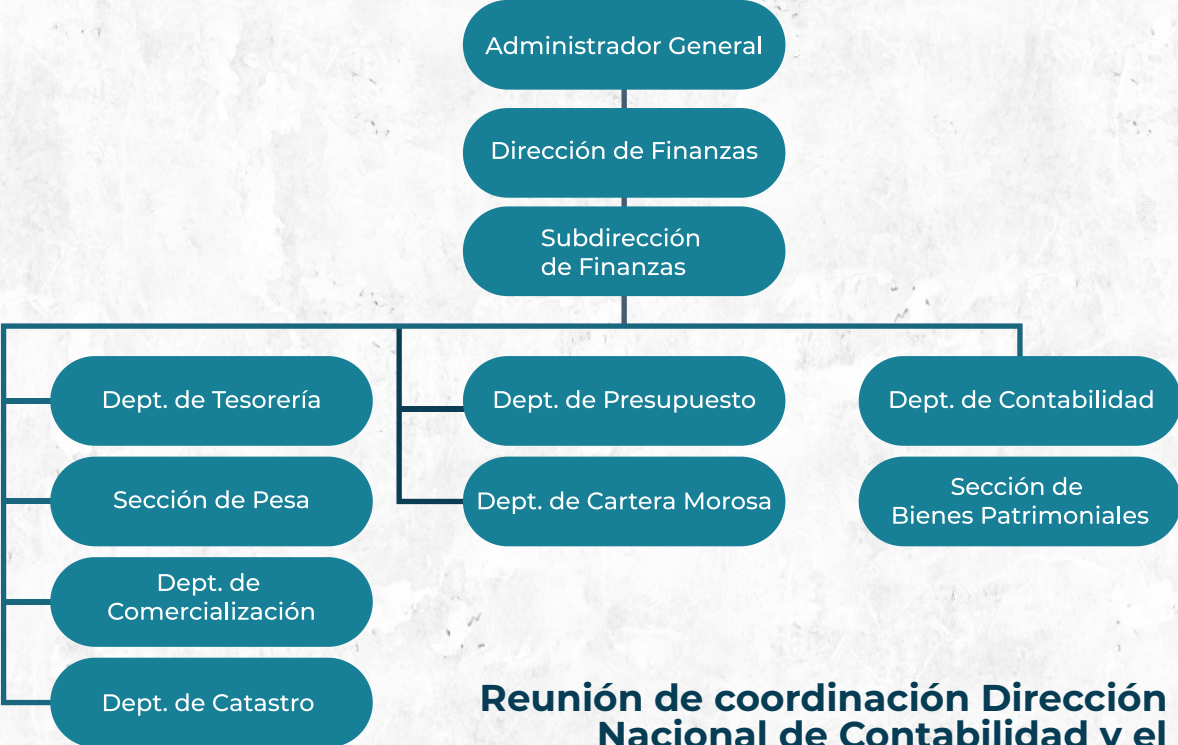 Administrador General
Dirección de Finanzas
Subdirección
de Finanzas
Dept. de Tesorería
Sección de Pesa
Dept. de
Comercialización
Dept. de Catastro
Dept. de Presupuesto
Dept. de Cartera Morosa
Dept. de Contabilidad
Sección de
Bienes Patrimoniales
Reunión de coordinación Dirección
Nacional de Contabilidad y el